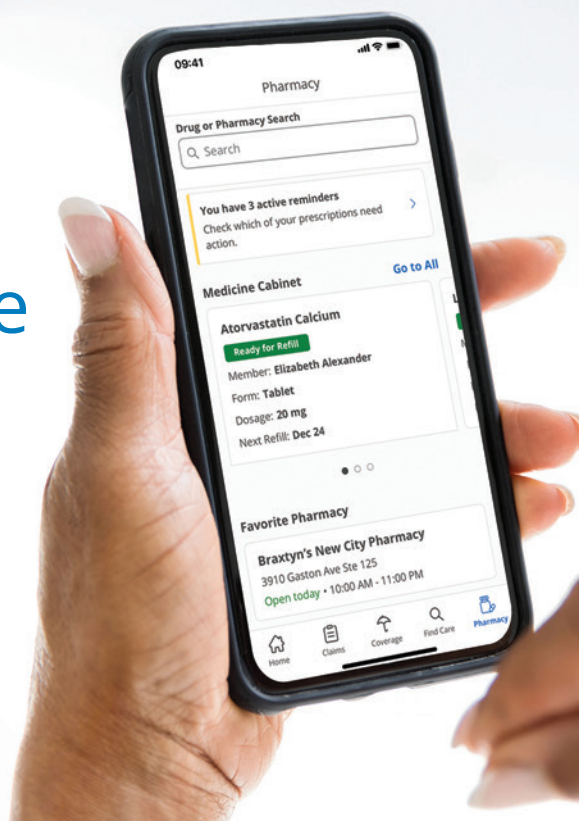 09:41
Pharmacy
Drug or Pharmacy Search
Search
You have 3 active reminders
Check which of your prescriptions need
action.
Medicine Cabinet
Go to All
Atorvastatin Calcium
Ready for Refill
Member: Elizabeth Alexander
Form: Tablet
Dosage: 20 mg
Next Refill: Dec 24
Favorite Pharmacy
Braxtyn's New City Pharmacy
3910 Gaston Ave Ste 125
Open today • 10:00 AM - 11:00 PM
Home
Claims
Coverage
Find Care
Pharmacy
e